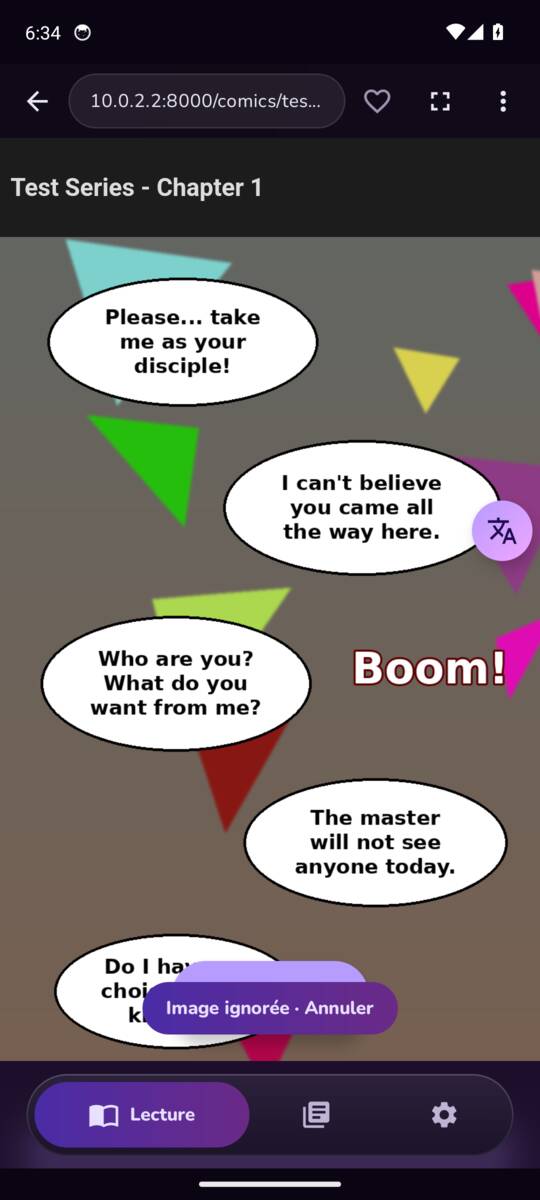 6:34
10.0.2.2:8000/comics/tes...
Test Series - Chapter 1
Please... take
me as your
disciple!
I can't believe
you came all
the way here.
Who are you?
What do you
want from me?
Boom!
The master
will not see
anyone today.
Do I
Image ignorée · Annuler
Lecture